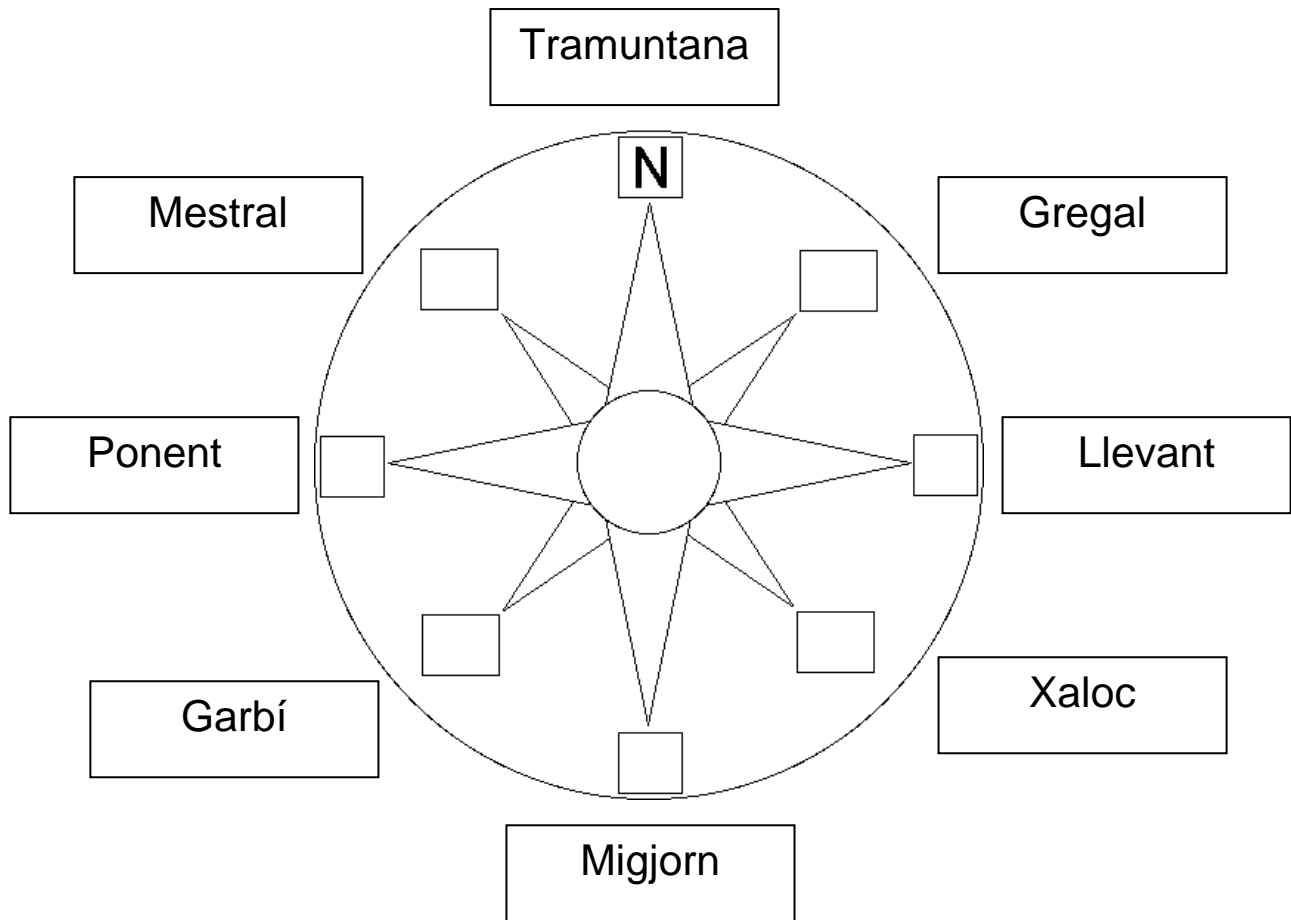 Tramuntana
N
Mestral
Gregal
Ponent
Llevant
Garbí
Xaloc
Migjorn